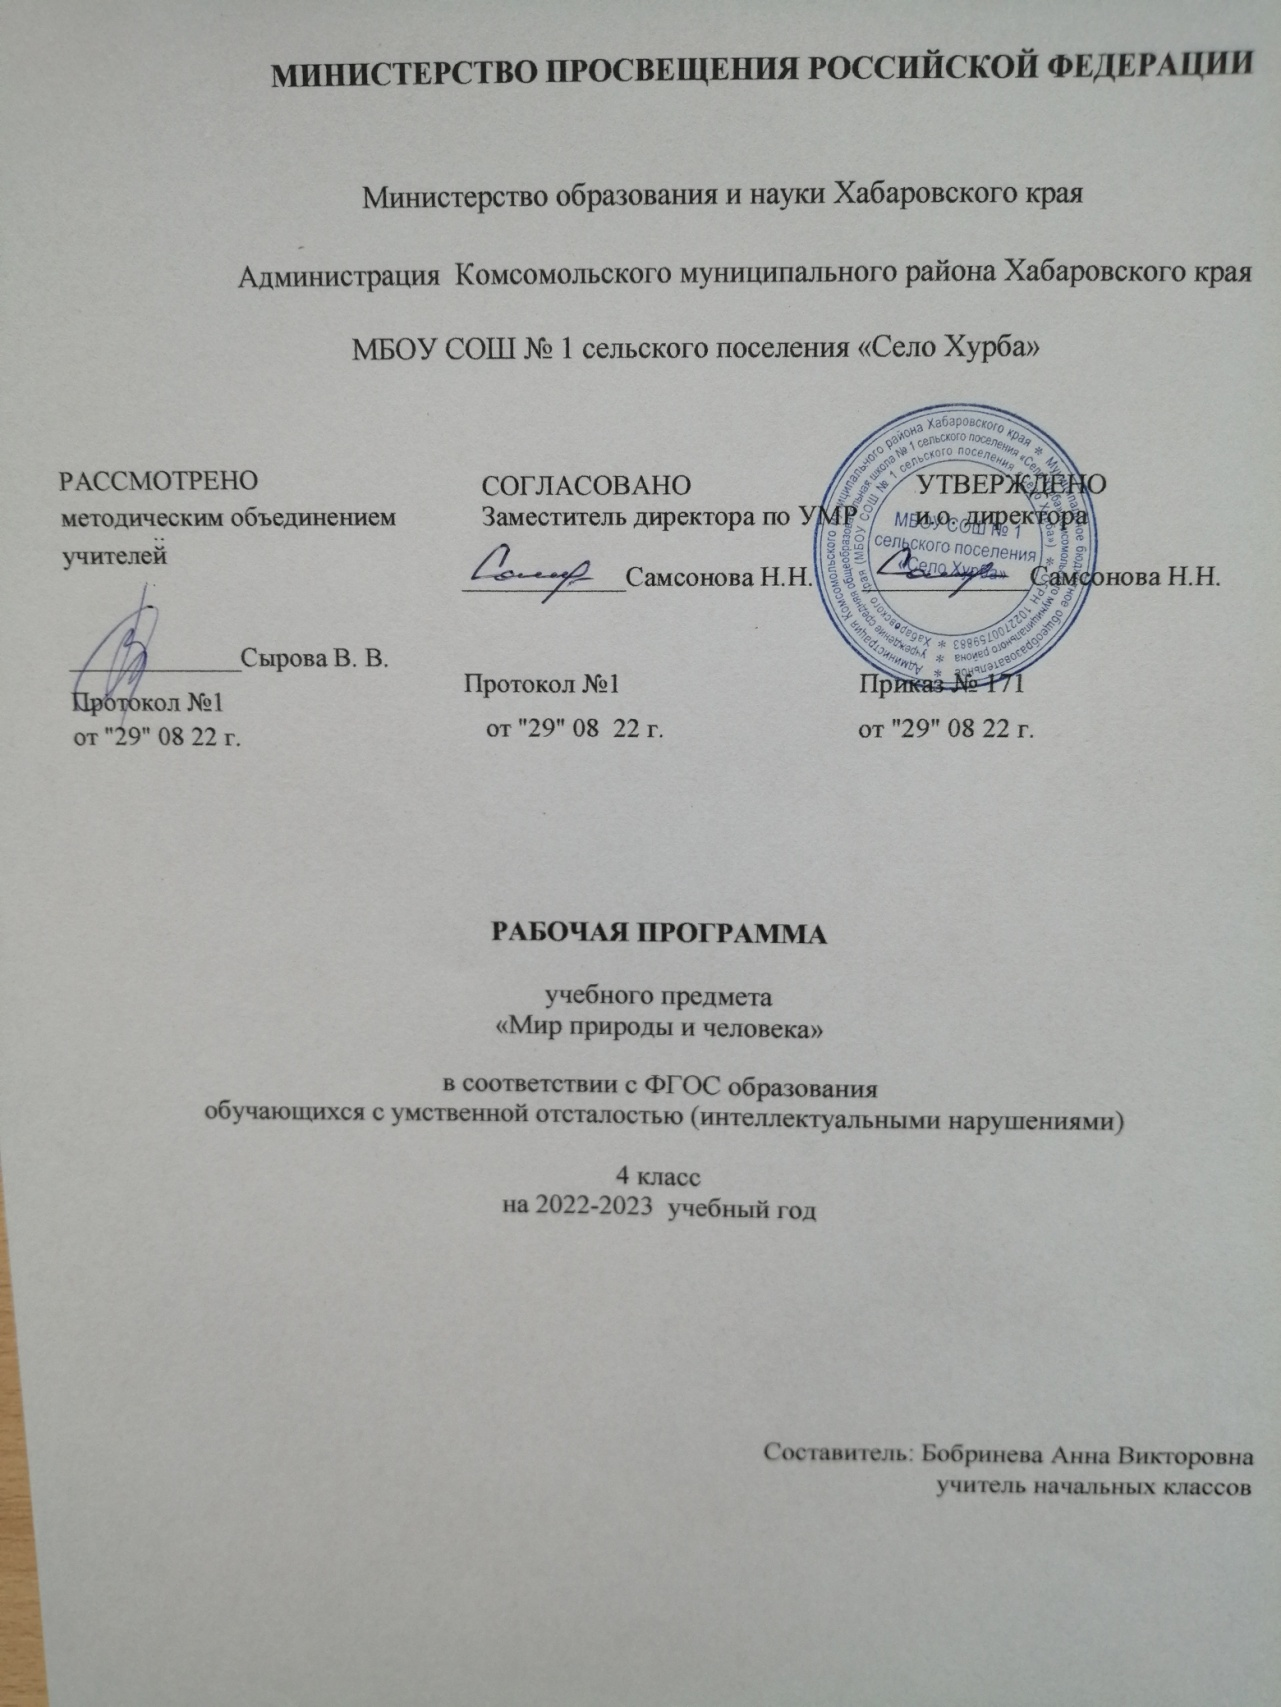 МИНИСТЕРСТВО ПРОСВЕЩЕНИЯ РОССИЙСКОЙ ФЕДЕРАЦИИ
Министерство образования и науки Хабаровского края
Администрация Комсомольского муниципального района Хабаровского края
МБОУ СОШ № 1 сельского поселения «Село Хурба»
РАССМОТРЕНО
методическим объединением
учителей
Сырова В. В.
Протокол №1
от "29" 08 22 г.
СОГЛАСОВАНО
Заместитель директора по УМР
Самсонова Н.Н.
Протокол №1
от "29" 08 22 г.
УТВЕРЖДЕНО
и.о. директора
Самсонова Н.Н.
Приказ № 171
от "29" 08 22 г.
МБОУ СОШ № 1
сельского поселения
«Село Хурба»
РАБОЧАЯ ПРОГРАММА
учебного предмета
«Мир природы и человека»
в соответствии с ФГОС образования
обучающихся с умственной отсталостью (интеллектуальными нарушениями)
4 класс
на 2022-2023 учебный год
Составитель: Бобринева Анна Викторовна
учитель начальных классов